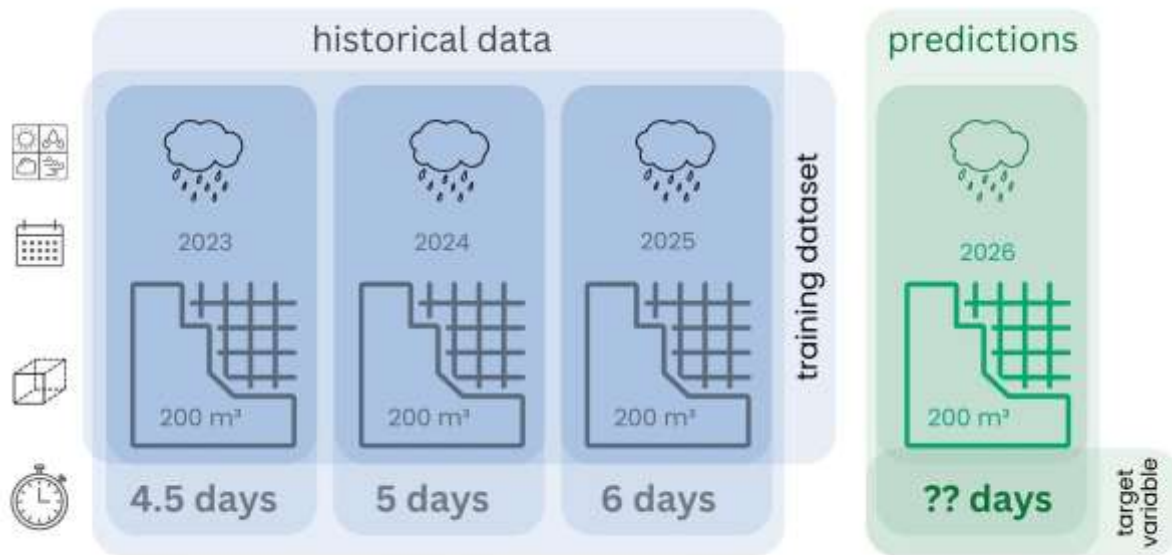 historical data
predictions
2023
2024
2025
2026
training dataset
200 m³
200 m³
200 m³
200 m³
4.5 days
5 days
6 days
?? days
target
variable